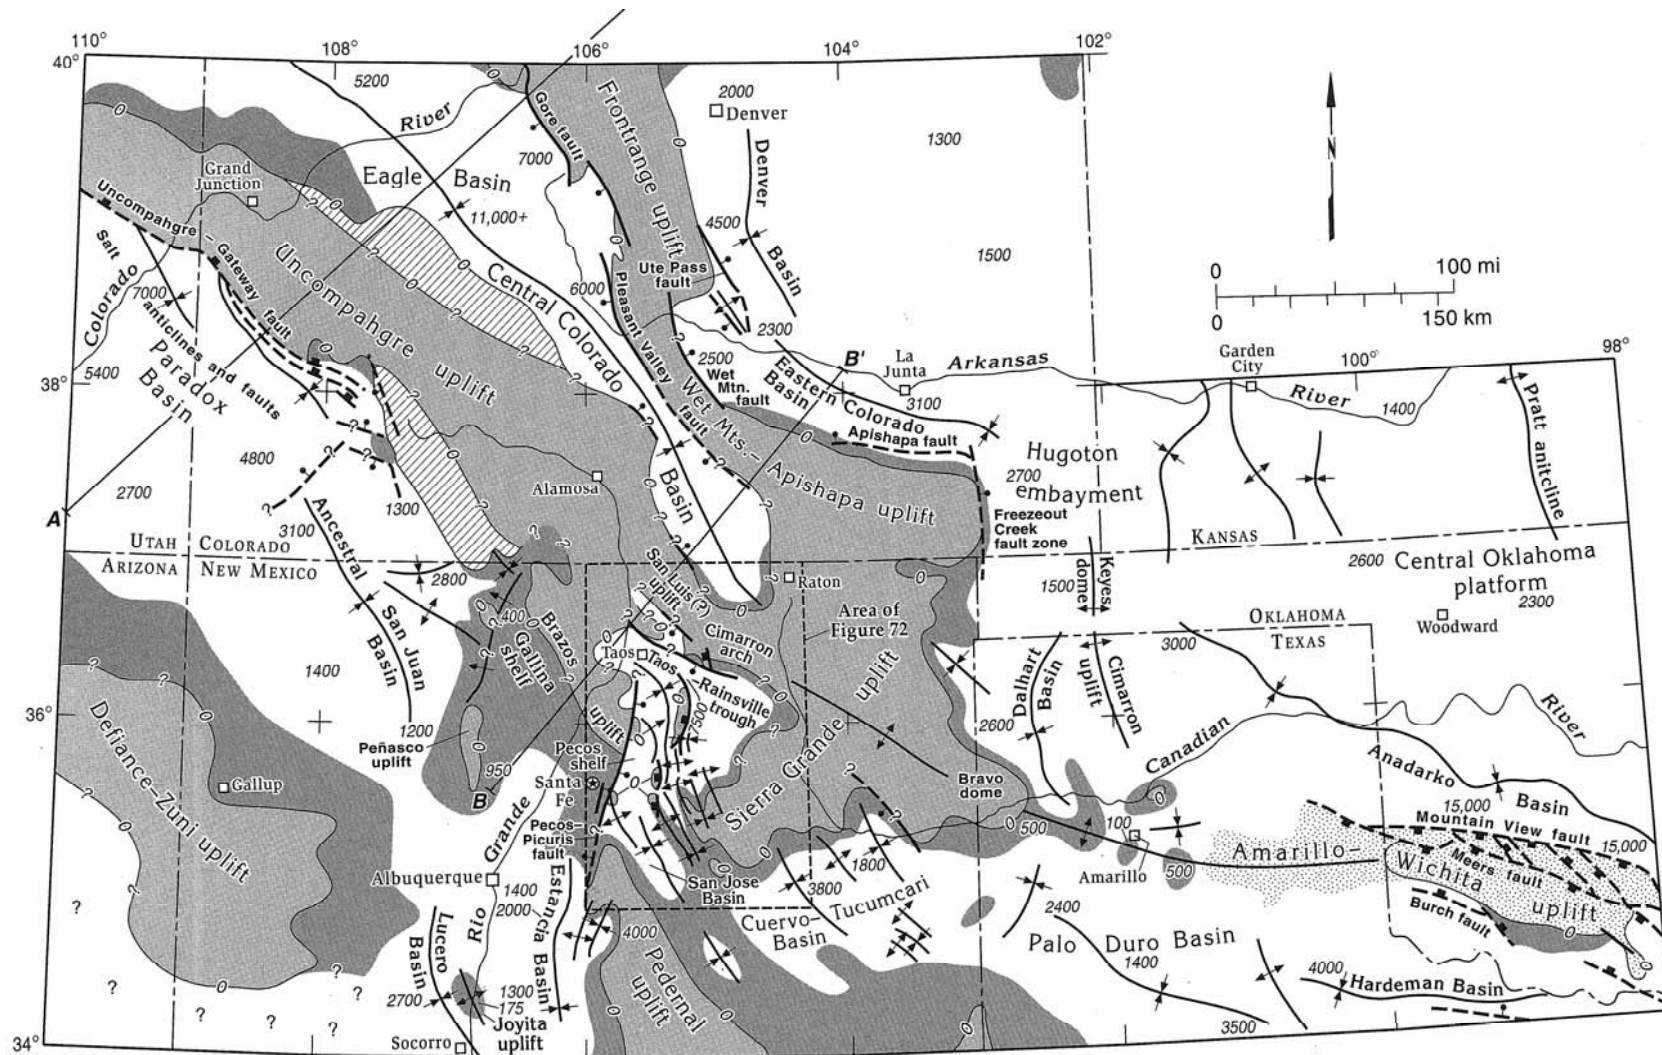 110°
108°
106°
104°
102°
40°
5200
0
2000
Denver
River
Gore fault
Frontrange uplift
1300
N
7000
Denver
Basin
Grand
Junction
Eagle Basin
11,000+
4500
1500
0 100 mi
0 150 km
Uncompahgre – Gateway
fault
Salt
anticlines and faults
7000
Colorado
Uncompahgre
uplift
Central Colorado
Basin
6000
Pleasant Valley
fault
Ute Pass
fault
2300
2500
Wet
Mtn.
fault
B'
La
Junta
Arkansas
River
Garden
City
100°
98°
5400
38°
Paradox
Basin
Eastern Colorado
Basin
3100
1400
Pratt anitcline
Apishapa fault
Wet Mts.– Apishapa uplift
Hugoton
embayment
2700
4800
2700
A
1300
Alamosa
3100
Freezeout
Creek
fault zone
KANSAS
2600
Central Oklahoma
platform
2300
UTAH COLORADO
ARIZONA NEW MEXICO
Ancestral
San Juan
Basin
2800
400
San Luis (?)
uplift
Raton
Area of
Figure 72
1500
Keyes
dome
OKLAHOMA
TEXAS
Woodward
3000
Brazos
uplift
Gallina
shelf
Taos
Cimarron
arch
Taos
–Rainsville
trough
7500
1400
Dalhart
Basin
Cimarron
uplift
2600
36°
1200
Peñasco
uplift
950
B
Pecos
shelf
Santa
Fe
Sierra Grande
uplift
Bravo
dome
Canadian
River
Anadarko
Basin
15,000
15,000
Mountain View fault
Meers fault
Burch fault
Defiance–Zuni uplift
Gallup
Pecos–
Picuris
fault
Rio Grande
500
100
Amarillo
500
Amarillo–
Wichita
uplift
Albuquerque
1400
2000
San Jose
Basin
3800
1800
Cuervo– Tucumcari
Basin
2400
Palo Duro Basin
1400
4000
Hardeman Basin
3500
Estancia Basin
4000
Pedernal
uplift
Lucero
Basin
2700
1300
175
Joyita
uplift
Socorro
34°